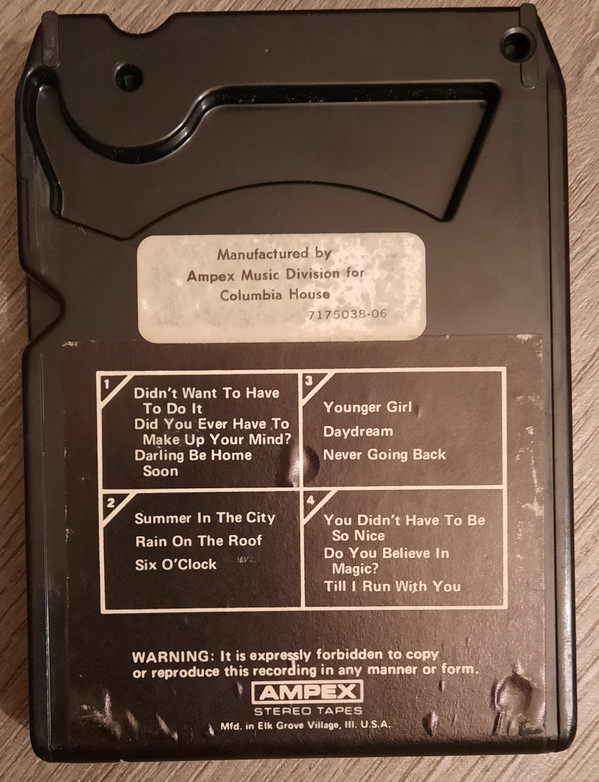 Manufactured by
Ampex Music Division for
Columbia House
7175038-06
1
Didn't Want To Have
To Do It
Did You Ever Have To
Make Up Your Mind?
Darling Be Home
Soon
3
Younger Girl
Daydream
Never Going Back
2
Summer In The City
Rain On The Roof
Six O'Clock
4
You Didn't Have To Be
So Nice
Do You Believe In
Magic?
Till I Run With You
WARNING: It is expressly forbidden to copy
or reproduce this recording in any manner or form.
AMPEX
STEREO TAPES
Mfd. in Elk Grove Village, Ill. U.S.A.